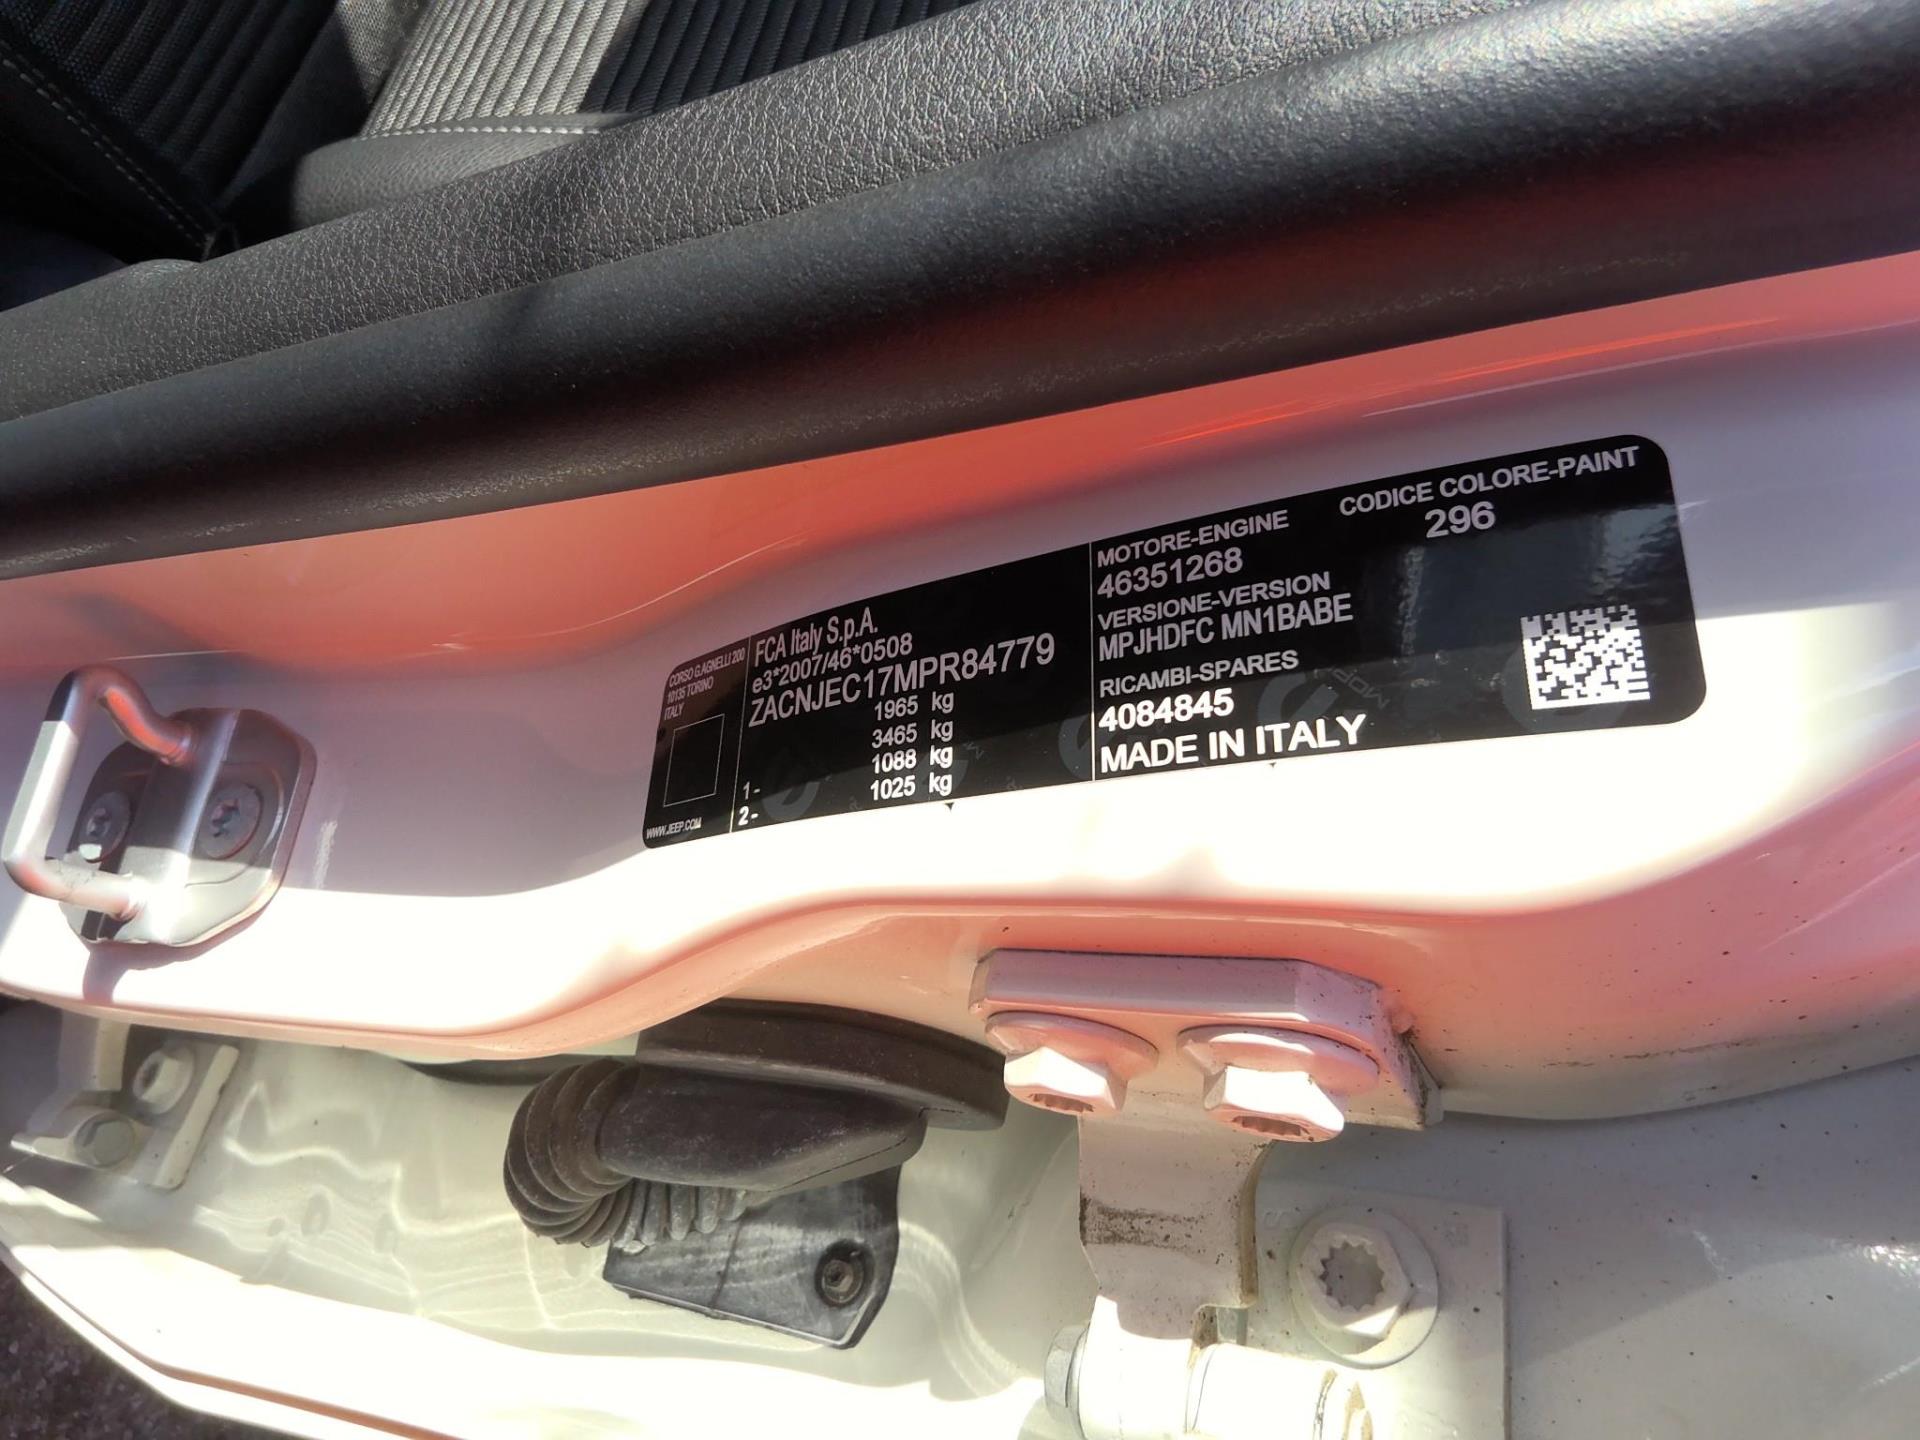 CORSO G.AGNELLI 200
10135 TORINO
ITALY
WWW.JEEP.COM
FCA Italy S.p.A.
e3*2007/46*0508
ZACNJEC17MPR84779
1965 kg
3465 kg
1- 1088 kg
2- 1025 kg
MOTORE-ENGINE
46351268
VERSIONE-VERSION
MPJHDFC MN1BABE
RICAMBI-SPARES
4084845
MADE IN ITALY
CODICE COLORE-PAINT
296